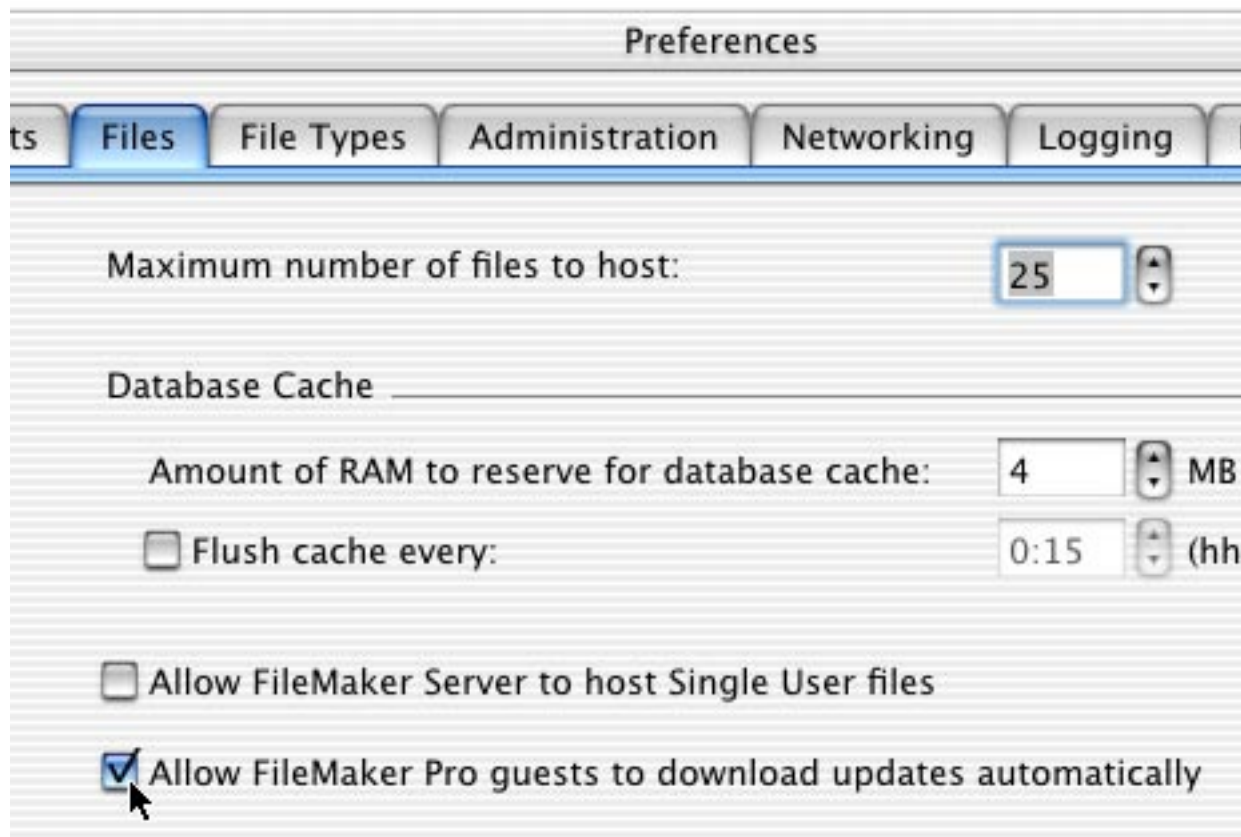 Preferences
ts Files File Types Administration Networking Logging
Maximum number of files to host: 25
Database Cache
Amount of RAM to reserve for database cache: 4 MB
Flush cache every: 0:15 (hh
Allow FileMaker Server to host Single User files
Allow FileMaker Pro guests to download updates automatically